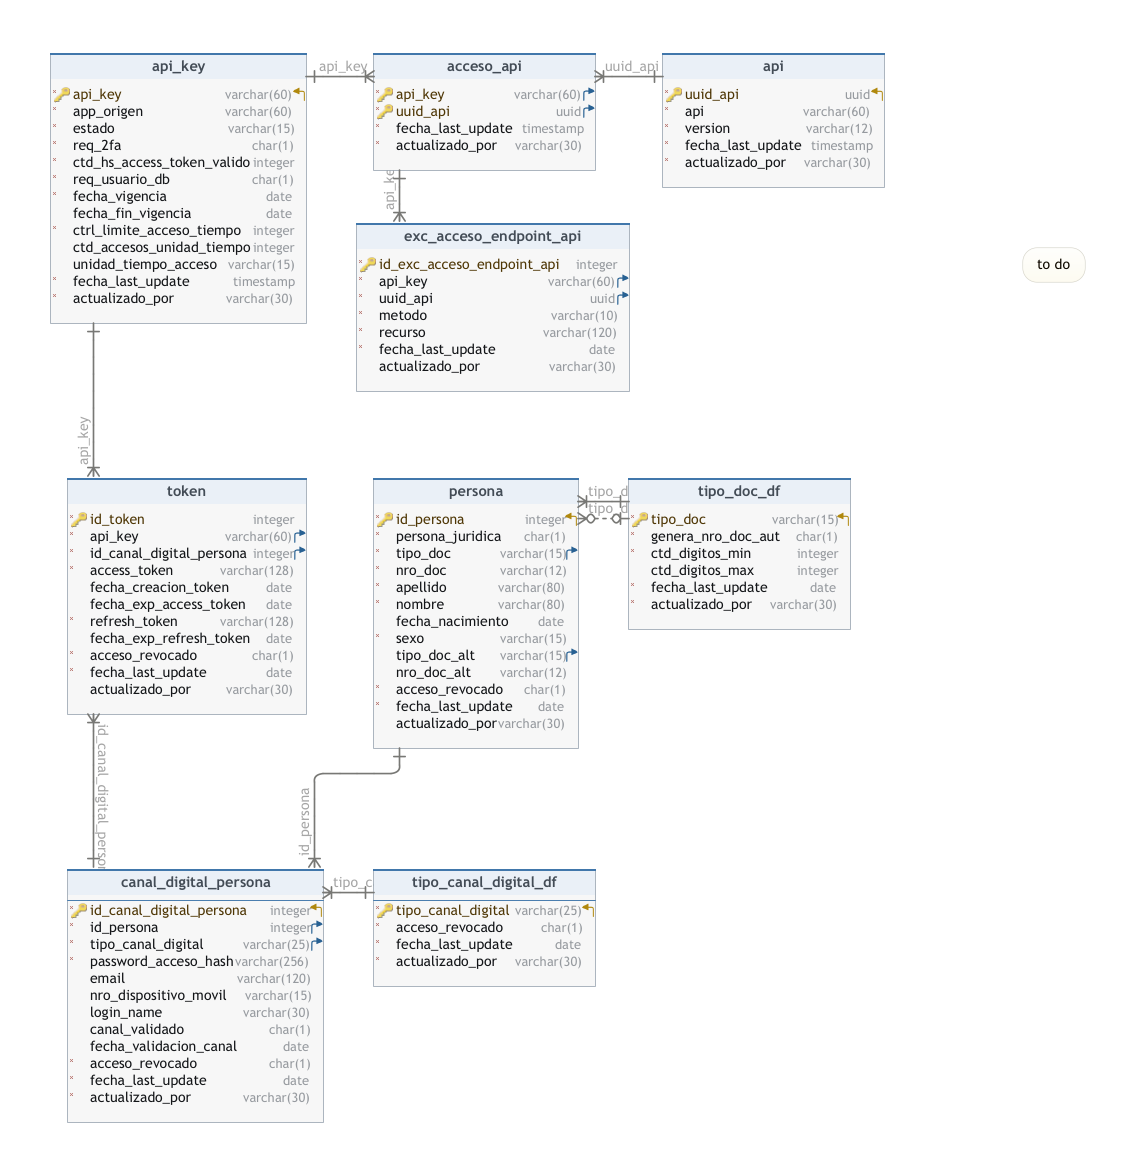 api_key
api_key varchar(60)
app_origen varchar(60)
estado varchar(15)
req_2fa char(1)
ctd_hs_access_token_valido integer
req_usuario_db char(1)
fecha_vigencia date
fecha_fin_vigencia date
ctrl_limite_acceso_tiempo integer
ctd_accesos_unidad_tiempo integer
unidad_tiempo_acceso varchar(15)
fecha_last_update timestamp
actualizado_por varchar(30)
api_key
acceso_api
api_key varchar(60)
uuid_api uuid
fecha_last_update timestamp
actualizado_por varchar(30)
uuid_api
api
uuid_api uuid
api varchar(60)
version varchar(12)
fecha_last_update timestamp
actualizado_por varchar(30)
api_ke
exc_acceso_endpoint_api
id_exc_acceso_endpoint_api integer
api_key varchar(60)
uuid_api uuid
metodo varchar(10)
recurso varchar(120)
fecha_last_update date
actualizado_por varchar(30)
to do
api_key
token
id_token integer
api_key varchar(60)
id_canal_digital_persona integer
access_token varchar(128)
fecha_creacion_token date
fecha_exp_access_token date
refresh_token varchar(128)
fecha_exp_refresh_token date
acceso_revocado char(1)
fecha_last_update date
actualizado_por varchar(30)
persona
id_persona integer
persona_juridica char(1)
tipo_doc varchar(15)
nro_doc varchar(12)
apellido varchar(80)
nombre varchar(80)
fecha_nacimiento date
sexo varchar(15)
tipo_doc_alt varchar(15)
nro_doc_alt varchar(12)
acceso_revocado char(1)
fecha_last_update date
actualizado_por varchar(30)
tipo_d
tipo_d
tipo_doc_df
tipo_doc varchar(15)
genera_nro_doc_aut char(1)
ctd_digitos_min integer
ctd_digitos_max integer
fecha_last_update date
actualizado_por varchar(30)
id_canal_digital_person
id_persona
canal_digital_persona
id_canal_digital_persona integer
id_persona integer
tipo_canal_digital varchar(25)
password_acceso_hash varchar(256)
email varchar(120)
nro_dispositivo_movil varchar(15)
login_name varchar(30)
canal_validado char(1)
fecha_validacion_canal date
acceso_revocado char(1)
fecha_last_update date
actualizado_por varchar(30)
tipo_c
tipo_canal_digital_df
tipo_canal_digital varchar(25)
acceso_revocado char(1)
fecha_last_update date
actualizado_por varchar(30)